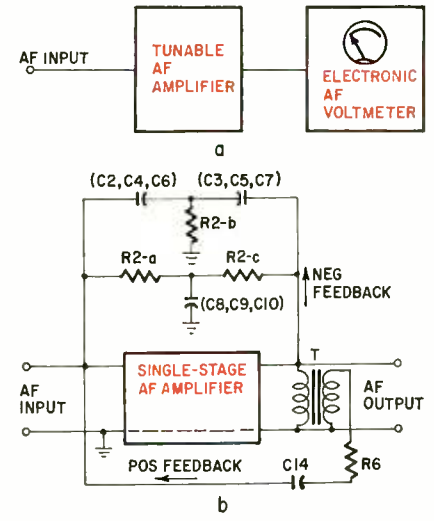 AF INPUT
TUNABLE
AF
AMPLIFIER
ELECTRONIC
AF
VOLTMETER
a
(C2,C4,C6) (C3,C5,C7)
R2-b
R2-a R2-c
NEG
FEEDBACK
(C8,C9,C10)
SINGLE-STAGE
AF AMPLIFIER
T
AF
INPUT
AF
OUTPUT
POS FEEDBACK
C14
R6
b